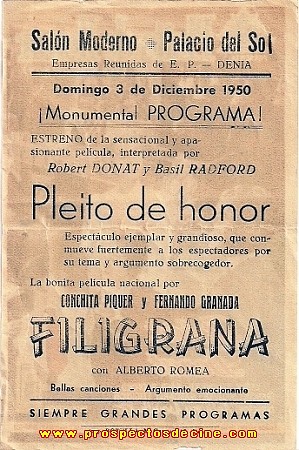 Salón Moderno - Palacio del Sol
Empresas Reunidas de E. P. — DENIA
Domingo 3 de Diciembre 1950
¡Monumental PROGRAMA!
ESTRENO de la sensacional y apa-
sionante película, interpretada por
Robert DONAT y Basil RADFORD
Pleito de honor
Espectáculo ejemplar y grandioso, que con-
mueve fuertemente a los espectadores por
su tema y argumento sobrecogedor.
La bonita película nacional por
CONCHITA PIQUER y FERNANDO GRANADA
FILIGRANA
con ALBERTO ROMEA
Bellas canciones - Argumento emocionante
SIEMPRE GRANDES PROGRAMAS
www.prospectosdecine.com